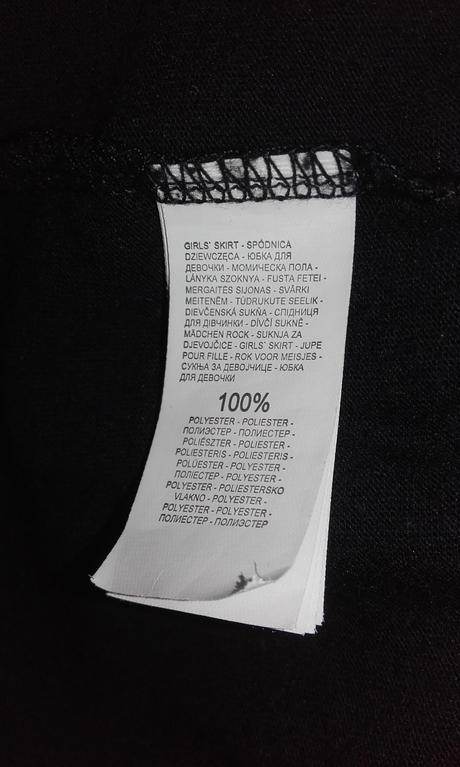 GIRLS` SKIRT - SPÓDNICA
DZIEWCZĘCA - ЮБКА ДЛЯ
ДЕВОЧКИ - МОМИЧЕСКА ПОЛА -
LÁNYKA SZOKNYA - FUSTA FETEI -
MERGAITĖS SIJONAS - SVĀRKI
MEITENĒM - TÜDRUKUTE SEELIK -
DIEVČENSKÁ SUKŇA - СПІДНИЦЯ
ДЛЯ ДІВЧИНКИ - DÍVČÍ SUKNĚ -
MÄDCHEN ROCK - SUKNJA ZA
DJEVOJČICE - GIRLS` SKIRT - JUPE
POUR FILLE - ROK VOOR MEISJES -
СУКЊА ЗА ДЕВОЈЧИЦЕ - ЮБКА
ДЛЯ ДЕВОЧКИ
100%
POLYESTER - POLIESTER -
ПОЛИЭСТЕР - ПОЛИЕСТЕР -
POLIÉSZTER - POLIESTER -
POLIESTERIS - POLIESTERIS -
POLÜESTER - POLYESTER -
ПОЛІЕСТЕР - POLYESTER -
POLYESTER - POLIESTERSKO
VLAKNO - POLYESTER -
POLYESTER - POLYESTER -
ПОЛИЕСТЕР - ПОЛИЭСТЕР